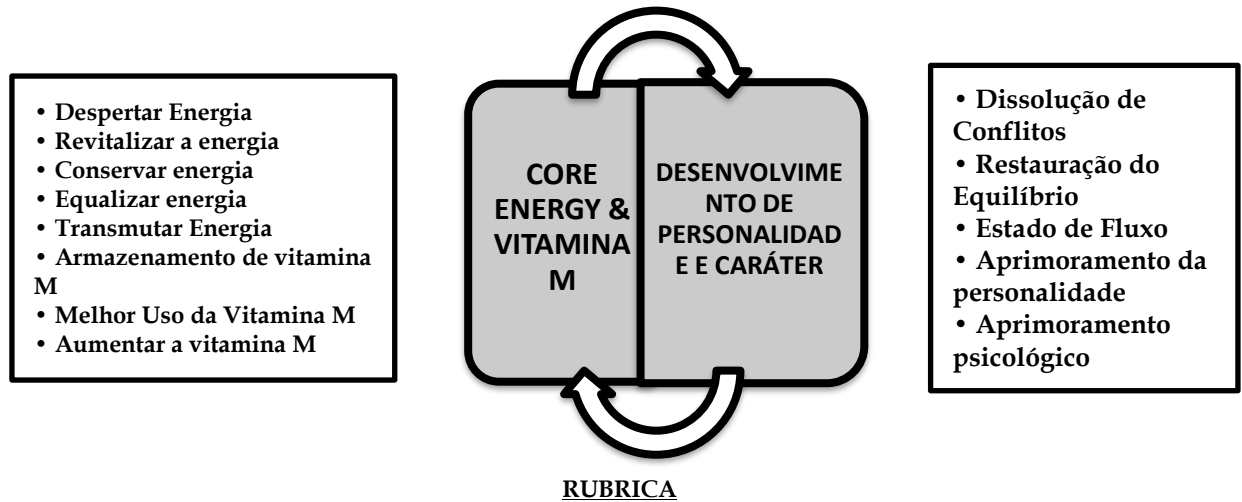 • Despertar Energia
• Revitalizar a energia
• Conservar energia
• Equalizar energia
• Transmutar Energia
• Armazenamento de vitamina
M
• Melhor Uso da Vitamina M
• Aumentar a vitamina M
CORE
ENERGY &
VITAMINA
M
DESENVOLVIME
NTO DE
PERSONALIDAD
E E CARÁTER
• Dissolução de
Conflitos
• Restauração do
Equilíbrio
• Estado de Fluxo
• Aprimoramento da
personalidade
• Aprimoramento
psicológico
RUBRICA